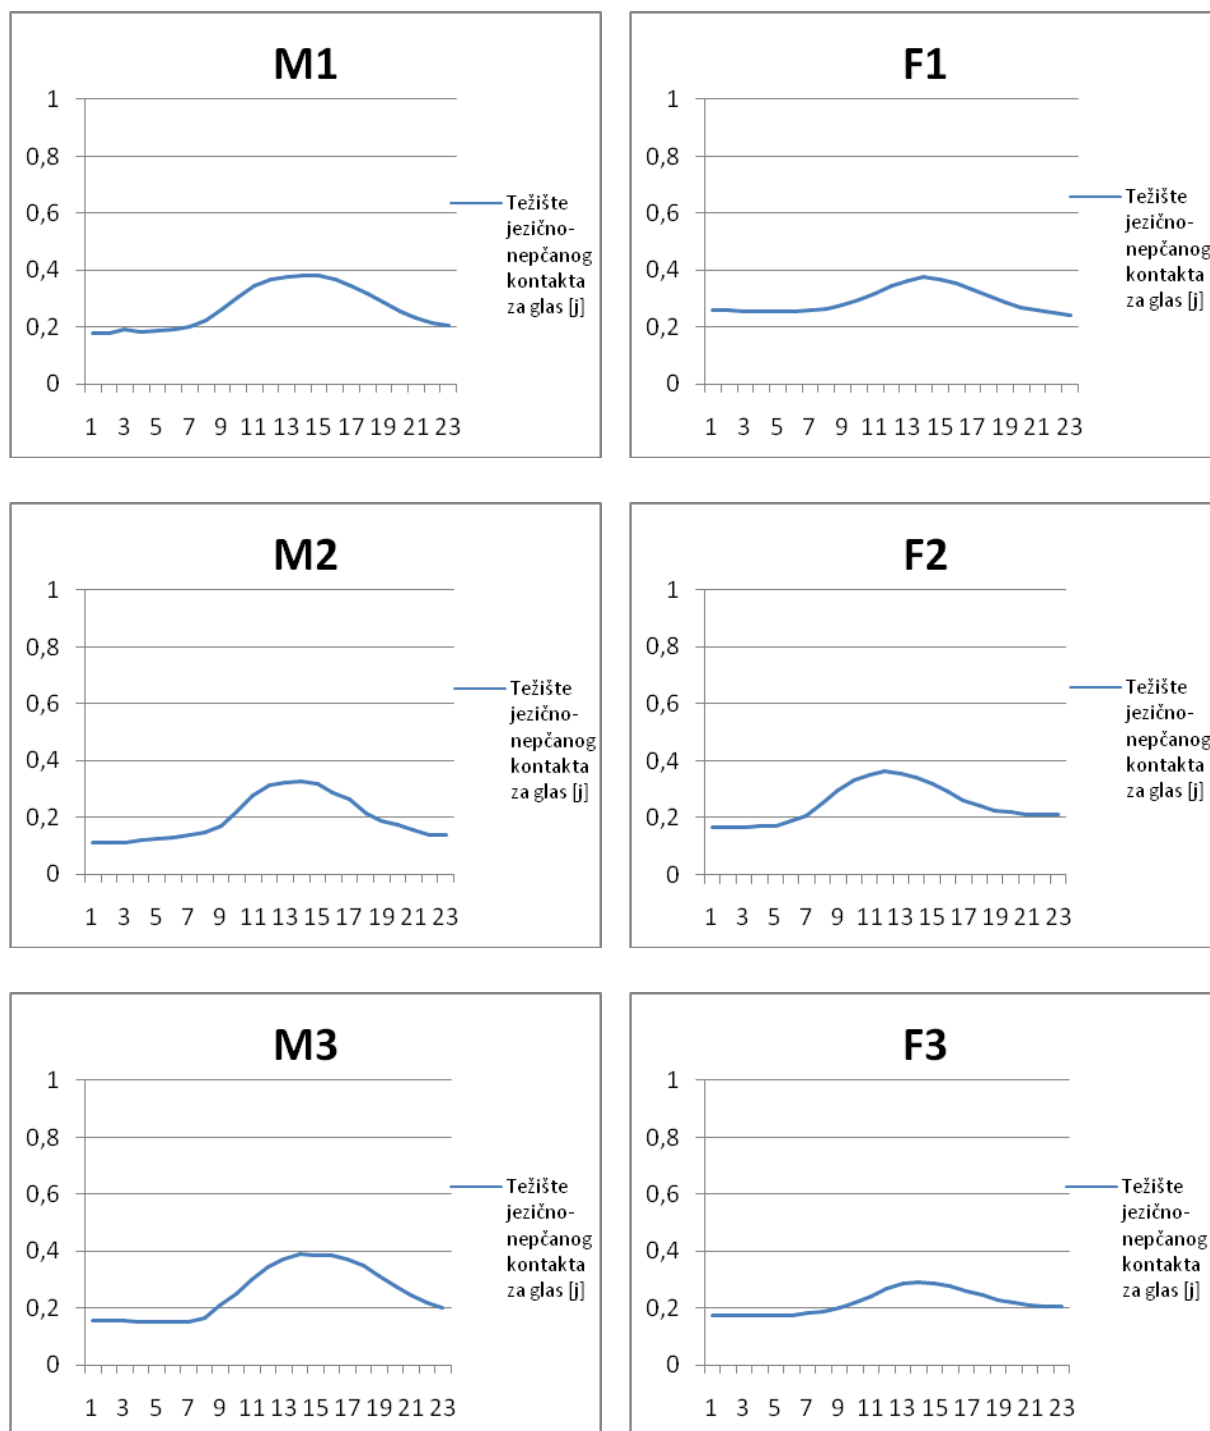 M1
1
0,8
0,6
0,4
0,2
0
1 3 5 7 9 11 13 15 17 19 21 23
Težište
jezično-
nepčanog
kontakta
za glas [j]
F1
1
0,8
0,6
0,4
0,2
0
1 3 5 7 9 11 13 15 17 19 21 23
Težište
jezično-
nepčanog
kontakta
za glas [j]
M2
1
0,8
0,6
0,4
0,2
0
1 3 5 7 9 11 13 15 17 19 21 23
Težište
jezično-
nepčanog
kontakta
za glas [j]
F2
1
0,8
0,6
0,4
0,2
0
1 3 5 7 9 11 13 15 17 19 21 23
Težište
jezično-
nepčanog
kontakta
za glas [j]
M3
1
0,8
0,6
0,4
0,2
0
1 3 5 7 9 11 13 15 17 19 21 23
Težište
jezično-
nepčanog
kontakta
za glas [j]
F3
1
0,8
0,6
0,4
0,2
0
1 3 5 7 9 11 13 15 17 19 21 23
Težište
jezično-
nepčanog
kontakta
za glas [j]